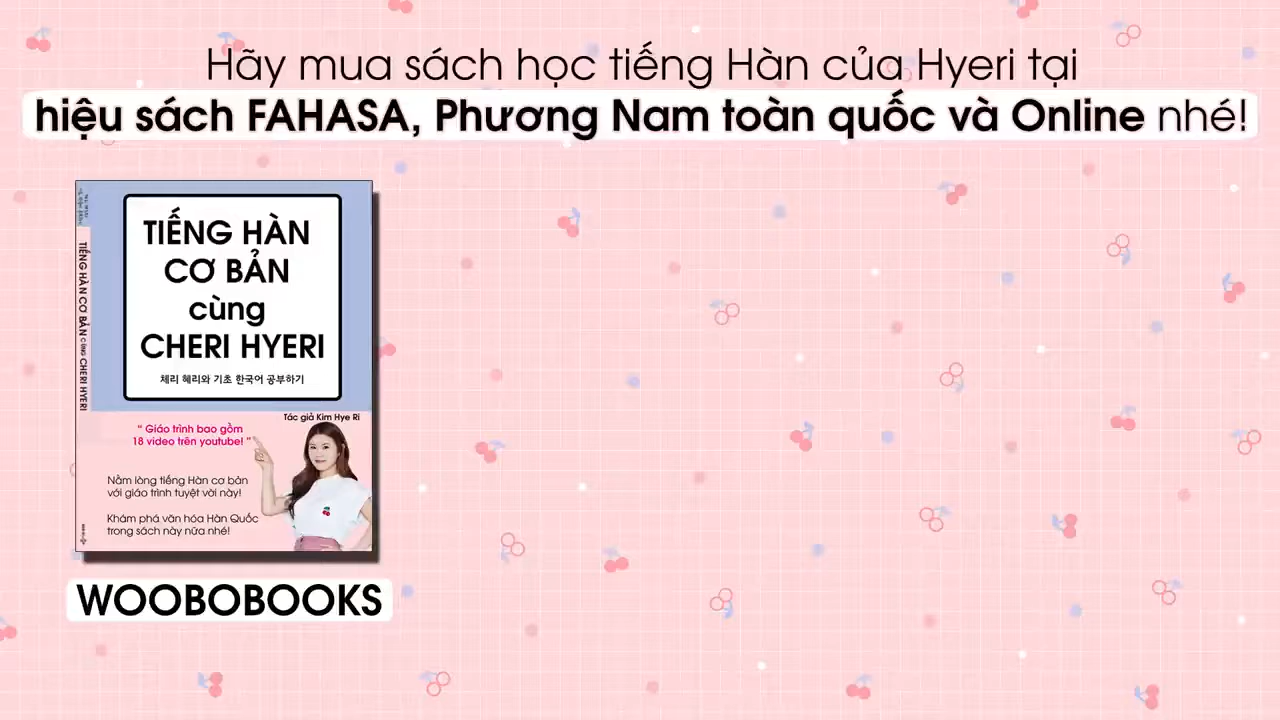 Hãy mua sách học tiếng Hàn của Hyeri tại
hiệu sách FAHASA, Phương Nam toàn quốc và Online nhé!
TIẾNG HÀN
CƠ BẢN
cùng
CHERI HYERI
체리 혜리와 기초 한국어 공부하기
TIẾNG HÀN CƠ BẢN CÙNG CHERI HYERI
Tác giả Kim Hye Ri
“ Giáo trình bao gồm
18 video trên youtube! ”
Nằm lòng tiếng Hàn cơ bản
với giáo trình tuyệt vời này!
Khám phá văn hóa Hàn Quốc
trong sách này nữa nhé!
WOOBOBOOKS